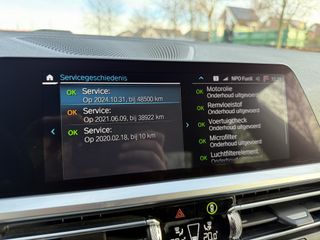 Servicegeschiedenis
NPO FunX
OK Service:
Op 2024.10.31, bij 48500 km
OK Service:
Op 2021.06.09, bij 38922 km
OK Service:
Op 2020.02.18, bij 10 km
OK Motorolie
Onderhoud uitgevoerd
OK Remvloeistof
Onderhoud uitgevoerd
OK Voertuigcheck
Onderhoud uitgevoerd
OK Microfilter
Onderhoud uitgevoerd
OK Luchtfilterelement